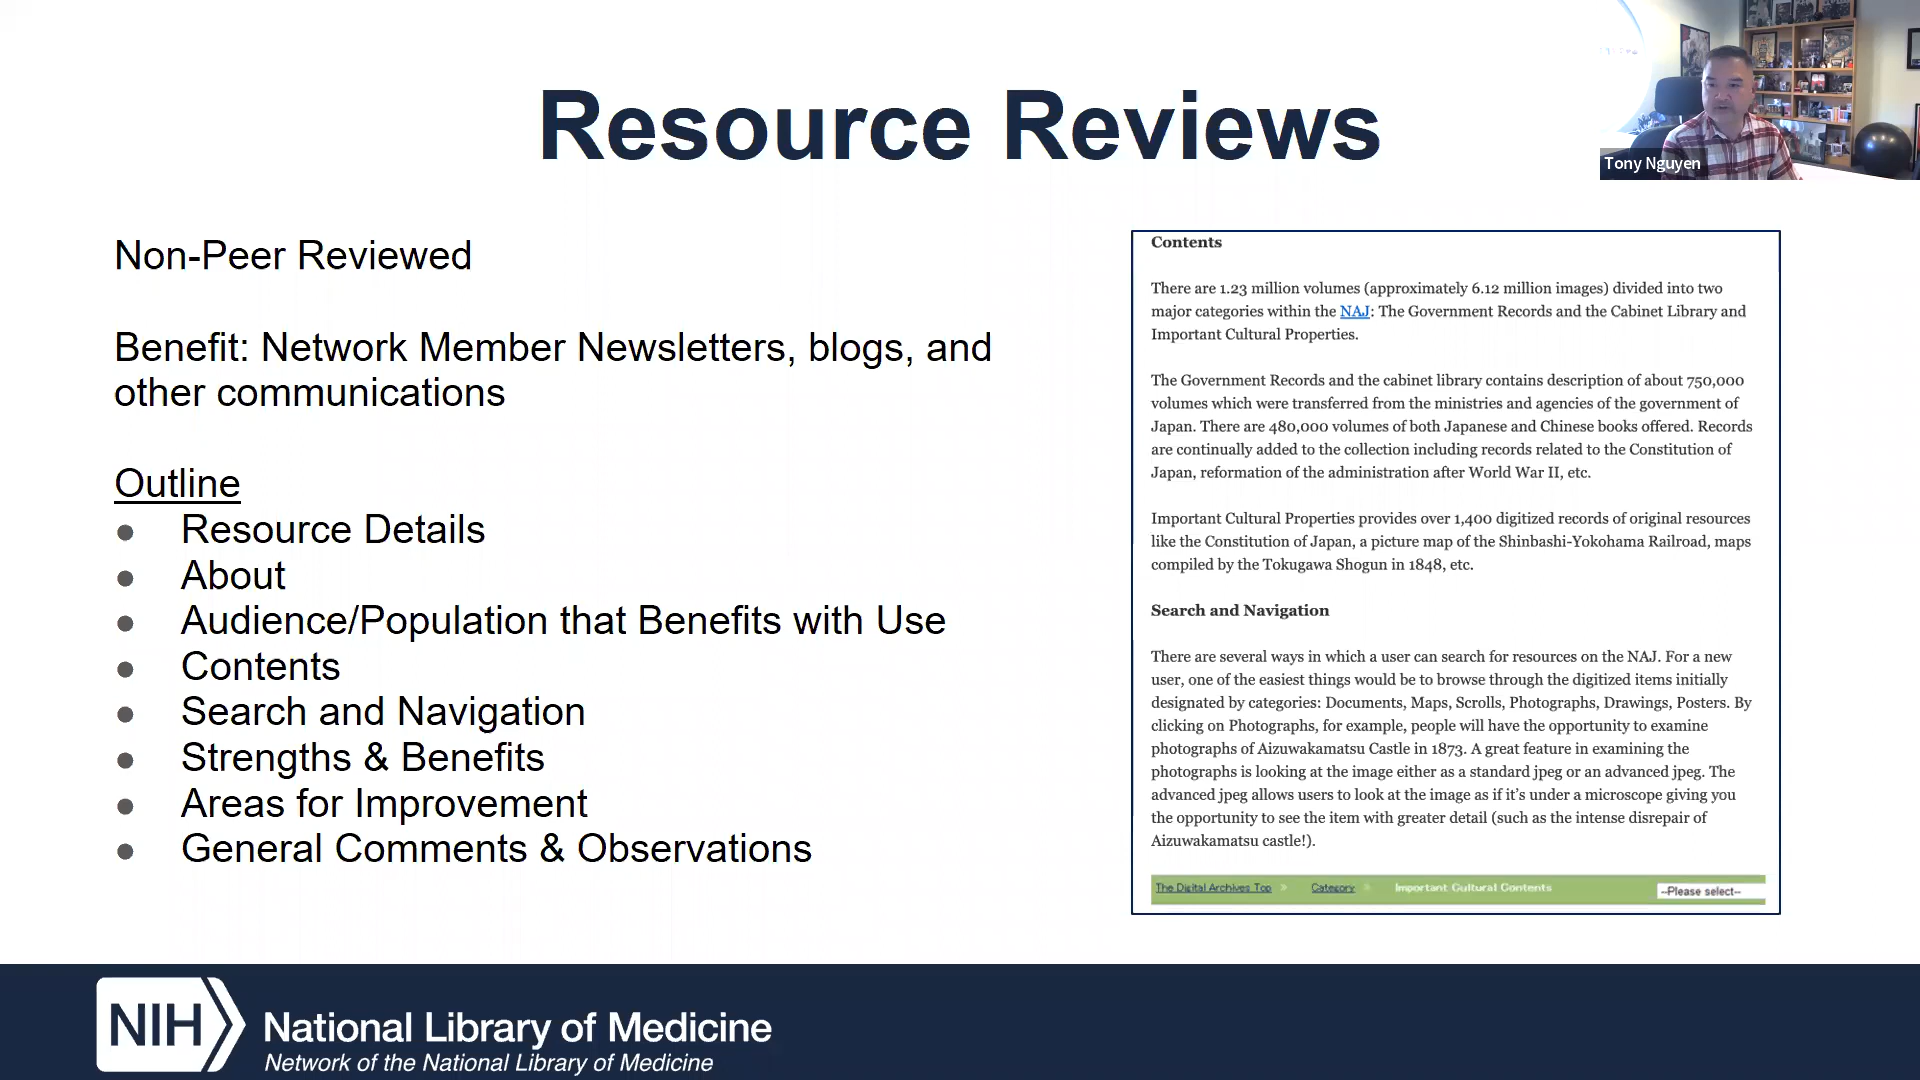 Resource Reviews
Tony Nguyen
Non-Peer Reviewed
Benefit: Network Member Newsletters, blogs, and
other communications
Outline
● Resource Details
● About
● Audience/Population that Benefits with Use
● Contents
● Search and Navigation
● Strengths & Benefits
● Areas for Improvement
● General Comments & Observations
Contents
There are 1.23 million volumes (approximately 6.12 million images) divided into two
major categories within the NAJ: The Government Records and the Cabinet Library and
Important Cultural Properties.
The Government Records and the cabinet library contains description of about 750,000
volumes which were transferred from the ministries and agencies of the government of
Japan. There are 480,000 volumes of both Japanese and Chinese books offered. Records
are continually added to the collection including records related to the Constitution of
Japan, reformation of the administration after World War II, etc.
Important Cultural Properties provides over 1,400 digitized records of original resources
like the Constitution of Japan, a picture map of the Shinbashi-Yokohama Railroad, maps
compiled by the Tokugawa Shogun in 1848, etc.
Search and Navigation
There are several ways in which a user can search for resources on the NAJ. For a new
user, one of the easiest things would be to browse through the digitized items initially
designated by categories: Documents, Maps, Scrolls, Photographs, Drawings, Posters. By
clicking on Photographs, for example, people will have the opportunity to examine
photographs of Aizuwakamatsu Castle in 1873. A great feature in examining the
photographs is looking at the image either as a standard jpeg or an advanced jpeg. The
advanced jpeg allows users to look at the image as if it's under a microscope giving you
the opportunity to see the item with greater detail (such as the intense disrepair of
Aizuwakamatsu castle!).
The Digital Archives Top » Category » Important Cultural Contents --Please select--
NIH National Library of Medicine
Network of the National Library of Medicine